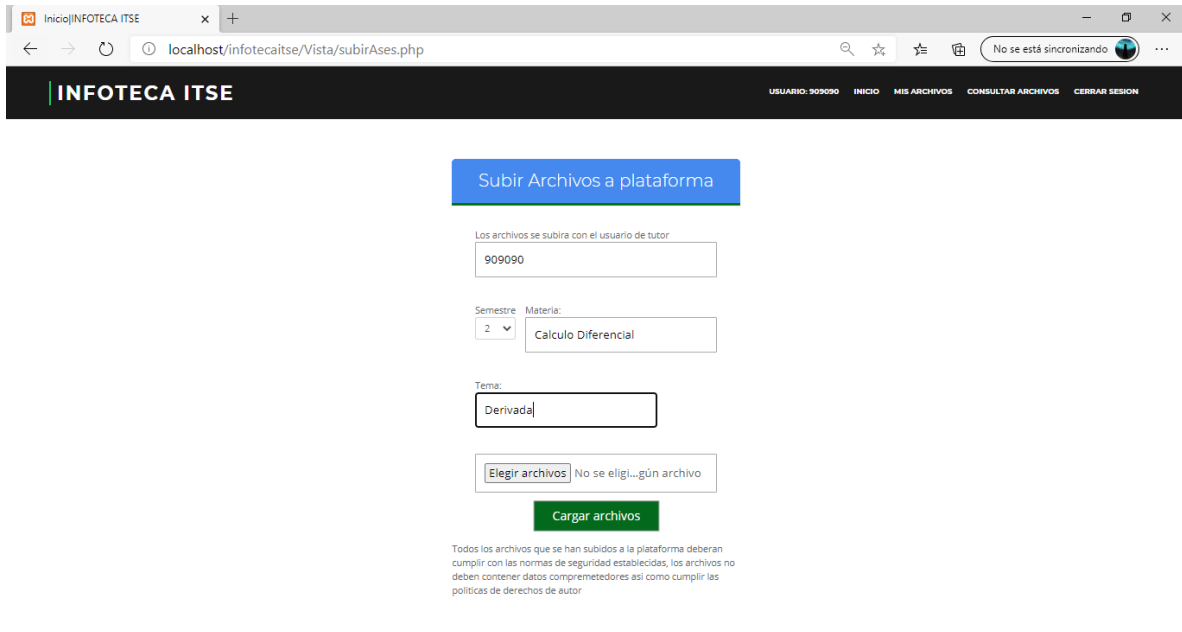 Inicio|INFOTECA ITSE
localhost/infotecaitse/Vista/subirAses.php
No se está sincronizando
INFOTECA ITSE
USUARIO: 909090 INICIO MIS ARCHIVOS CONSULTAR ARCHIVOS CERRAR SESION
Subir Archivos a plataforma
Los archivos se subira con el usuario de tutor
909090
Semestre Materia:
2 Calculo Diferencial
Tema:
Derivada
Elegir archivos No se eligi...gún archivo
Cargar archivos
Todos los archivos que se han subidos a la plataforma deberan
cumplir con las normas de seguridad establecidas, los archivos no
deben contener datos compremetedores asi como cumplir las
politicas de derechos de autor